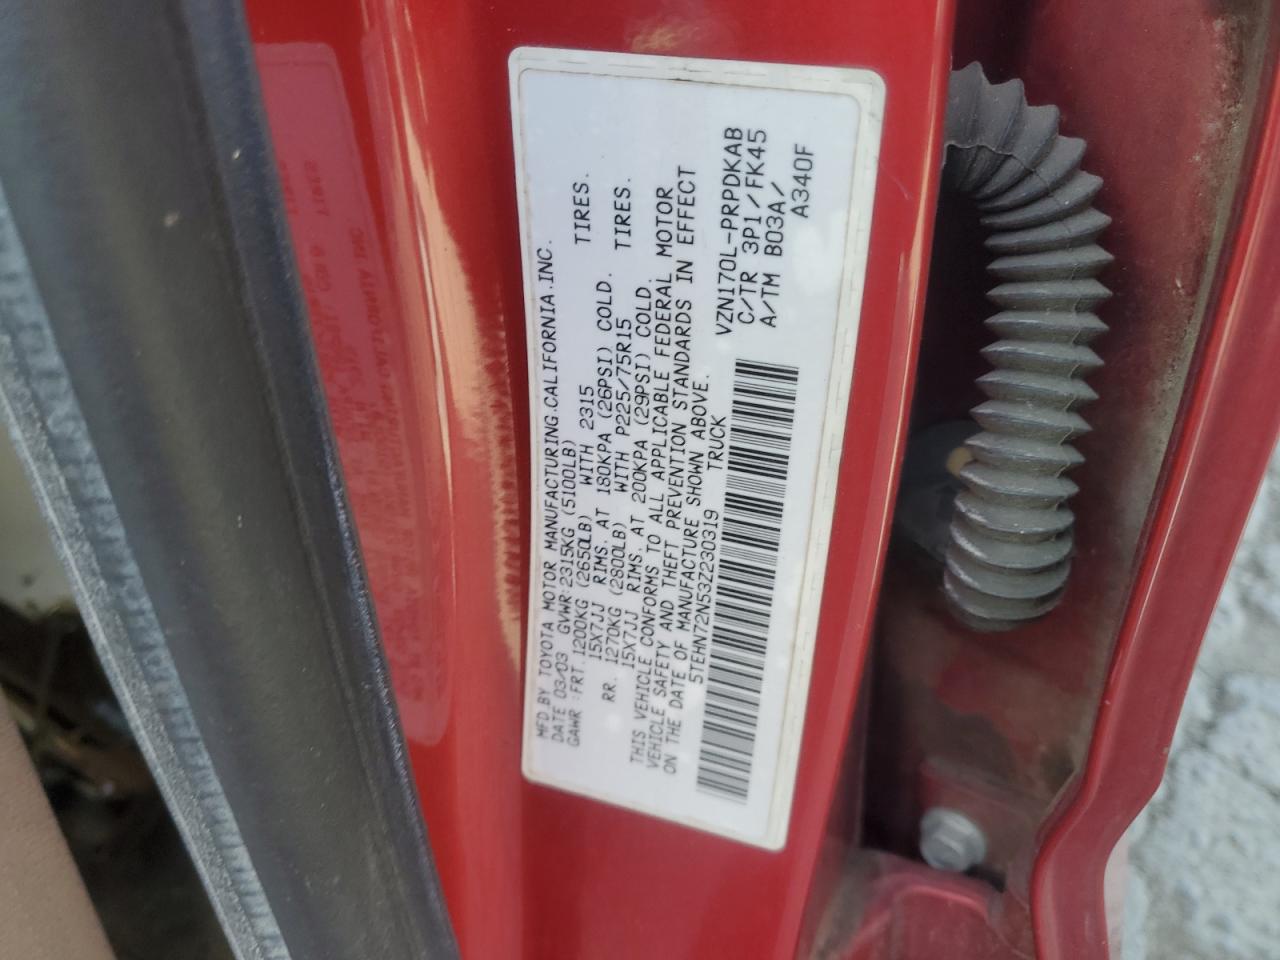 MFD.BY TOYOTA MOTOR MANUFACTURING.CALIFORNIA.INC.
DATE 03/03 GVWR:2315KG (5100LB)
GAWR :FRT.1200KG (2650LB) WITH 2315 TIRES.
15X7JJ RIMS. AT 180KPA (26PSI) COLD.
RR. 1270KG (2800LB) WITH P225/75R15 TIRES.
15X7JJ RIMS. AT 200KPA (29PSI) COLD.
THIS VEHICLE CONFORMS TO ALL APPLICABLE FEDERAL MOTOR
VEHICLE SAFETY AND THEFT PREVENTION STANDARDS IN EFFECT
ON THE DATE OF MANUFACTURE SHOWN ABOVE.
5TEHN72N53Z230319 TRUCK
VZN170L-PRPDKAB
C/TR 3P1/FK45
A/TM B03A/
A340F